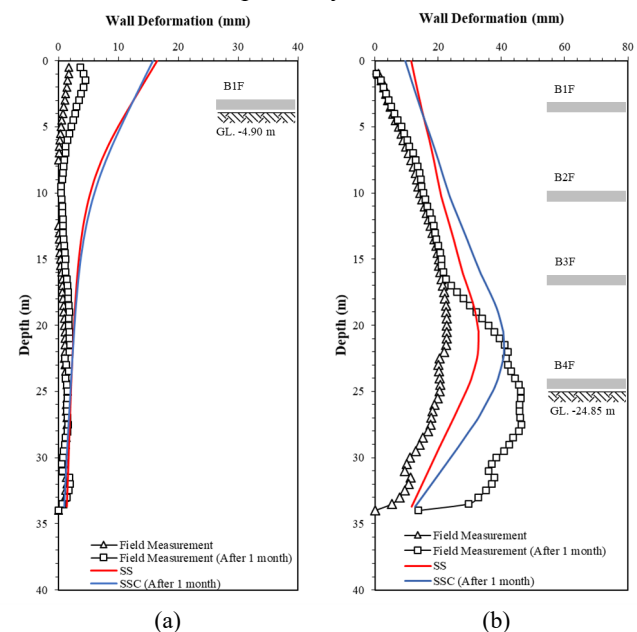 Wall Deformation (mm)
0 10 20 30 40
Depth (m)
0
5
10
15
20
25
30
35
40
B1F
GL. -4.90 m
Field Measurement
Field Measurement (After 1 month)
SS
SSC (After 1 month)
(a)
Wall Deformation (mm)
0 20 40 60 80
Depth (m)
0
5
10
15
20
25
30
35
40
B1F
B2F
B3F
B4F
GL. -24.85 m
Field Measurement
Field Measurement (After 1 month)
SS
SSC (After 1 month)
(b)